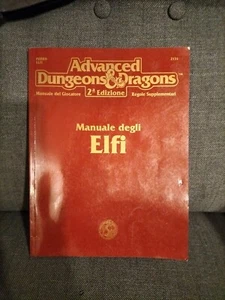 Advanced
Dungeons & Dragons
Manuale del Giocatore
2ª Edizione
Regole Supplementari
Manuale degli
Elfi